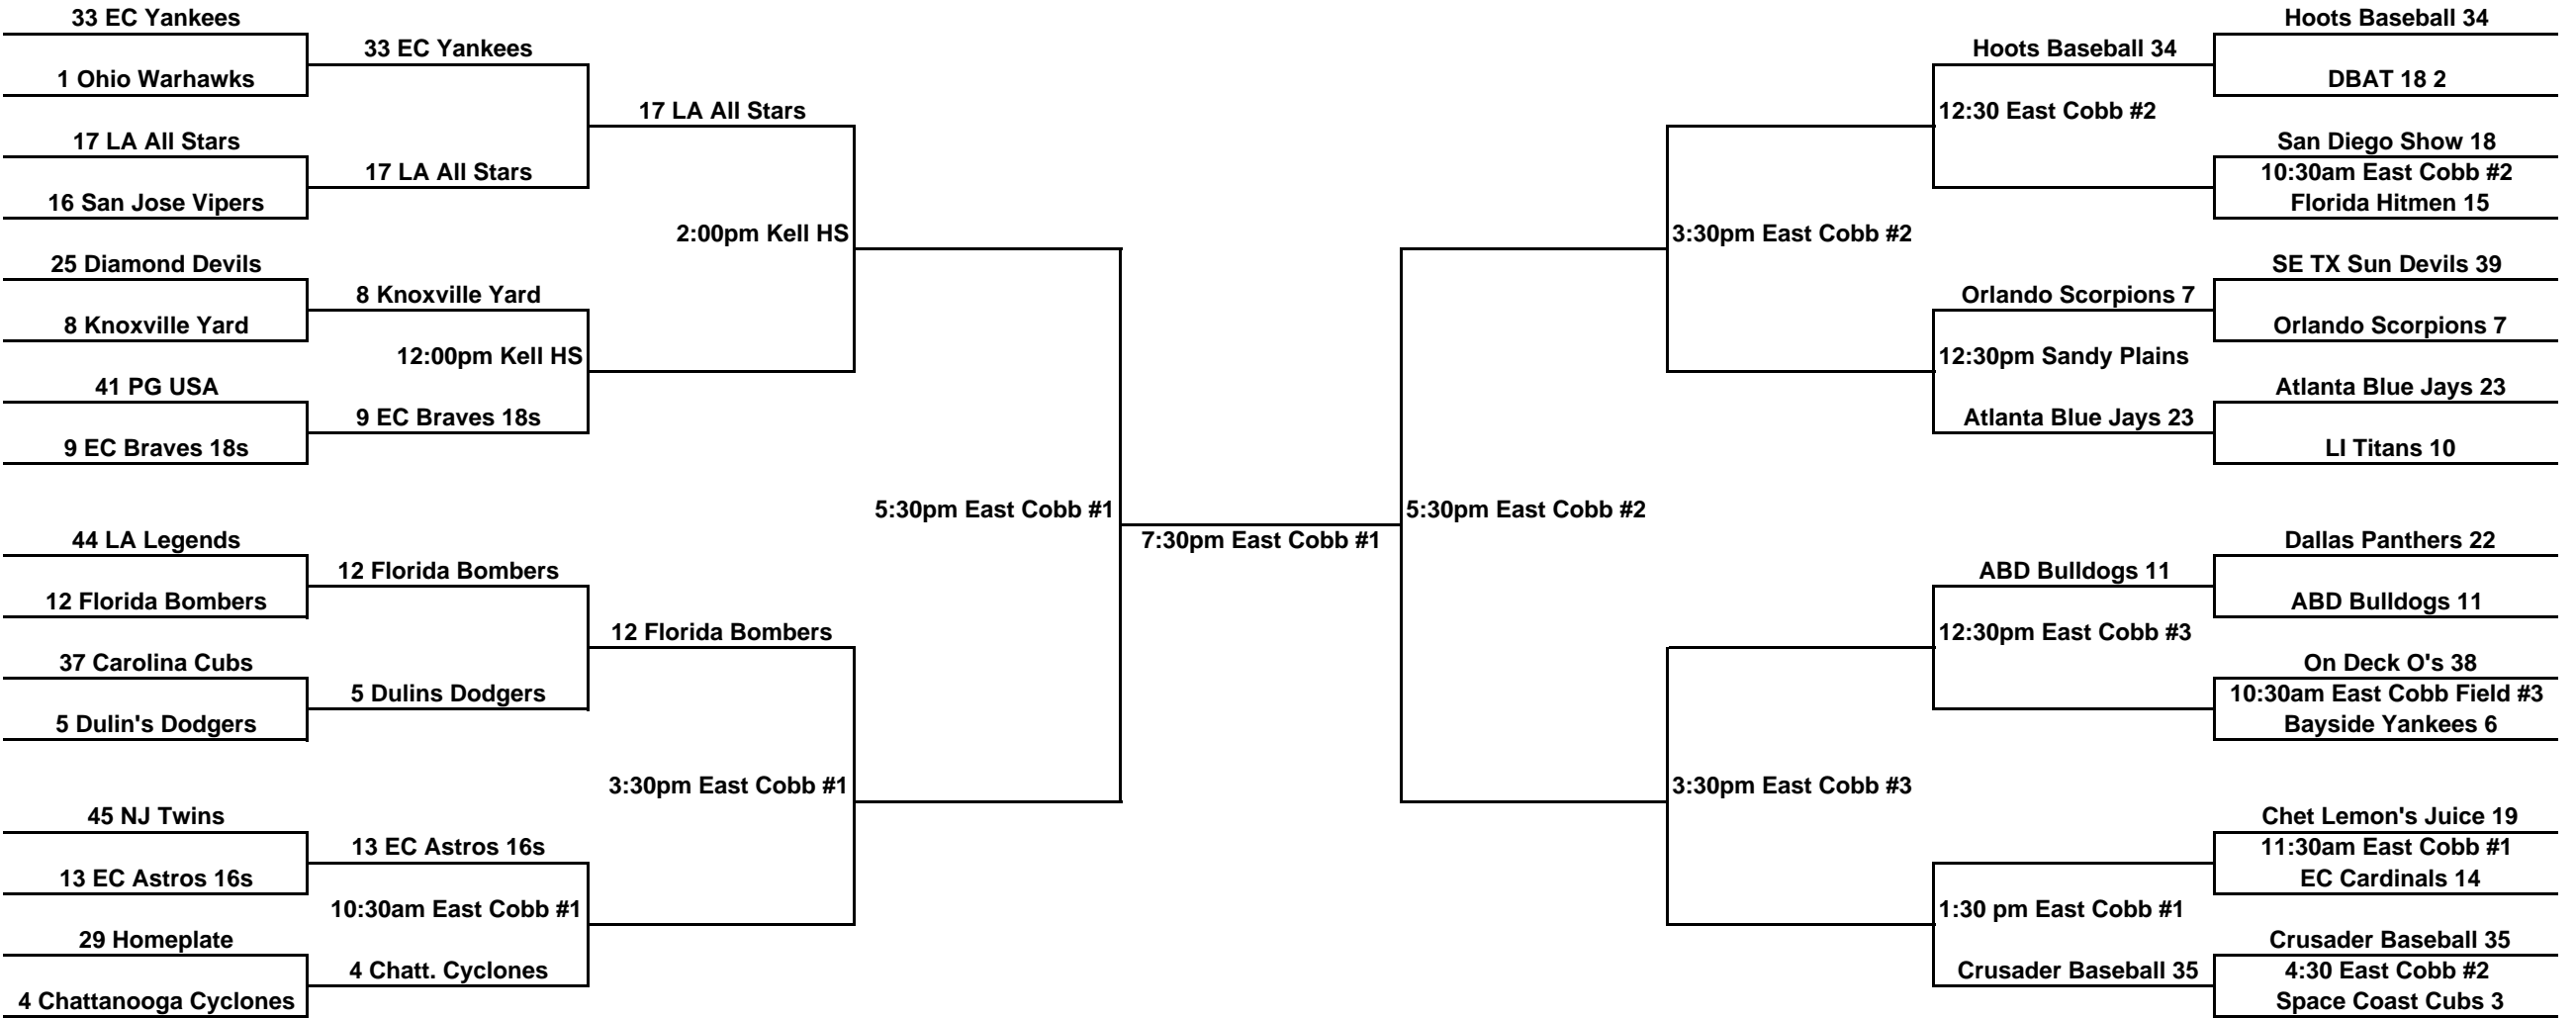 33 EC Yankees
1 Ohio Warhawks
17 LA All Stars
16 San Jose Vipers
25 Diamond Devils
8 Knoxville Yard
41 PG USA
9 EC Braves 18s
44 LA Legends
12 Florida Bombers
37 Carolina Cubs
5 Dulin's Dodgers
45 NJ Twins
13 EC Astros 16s
29 Homeplate
4 Chattanooga Cyclones
33 EC Yankees
17 LA All Stars
8 Knoxville Yard
12:00pm Kell HS
9 EC Braves 18s
12 Florida Bombers
5 Dulins Dodgers
13 EC Astros 16s
10:30am East Cobb #1
4 Chatt. Cyclones
17 LA All Stars
2:00pm Kell HS
12 Florida Bombers
3:30pm East Cobb #1
5:30pm East Cobb #1
7:30pm East Cobb #1
5:30pm East Cobb #2
3:30pm East Cobb #2
3:30pm East Cobb #3
Hoots Baseball 34
12:30 East Cobb #2
Orlando Scorpions 7
12:30pm Sandy Plains
Atlanta Blue Jays 23
ABD Bulldogs 11
12:30pm East Cobb #3
1:30 pm East Cobb #1
Crusader Baseball 35
Hoots Baseball 34
DBAT 18 2
San Diego Show 18
10:30am East Cobb #2
Florida Hitmen 15
SE TX Sun Devils 39
Orlando Scorpions 7
Atlanta Blue Jays 23
LI Titans 10
Dallas Panthers 22
ABD Bulldogs 11
On Deck O's 38
10:30am East Cobb Field #3
Bayside Yankees 6
Chet Lemon's Juice 19
11:30am East Cobb #1
EC Cardinals 14
Crusader Baseball 35
4:30 East Cobb #2
Space Coast Cubs 3